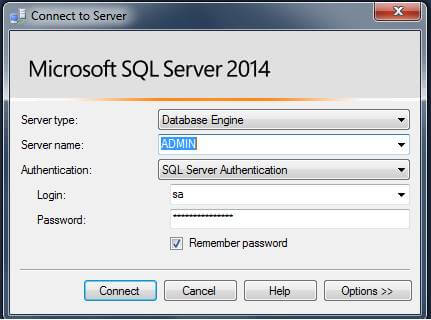 Connect to Server
Microsoft SQL Server 2014
Server type: Database Engine
Server name: ADMIN
Authentication: SQL Server Authentication
Login: sa
Password: ***************
Remember password
Connect Cancel Help Options >>